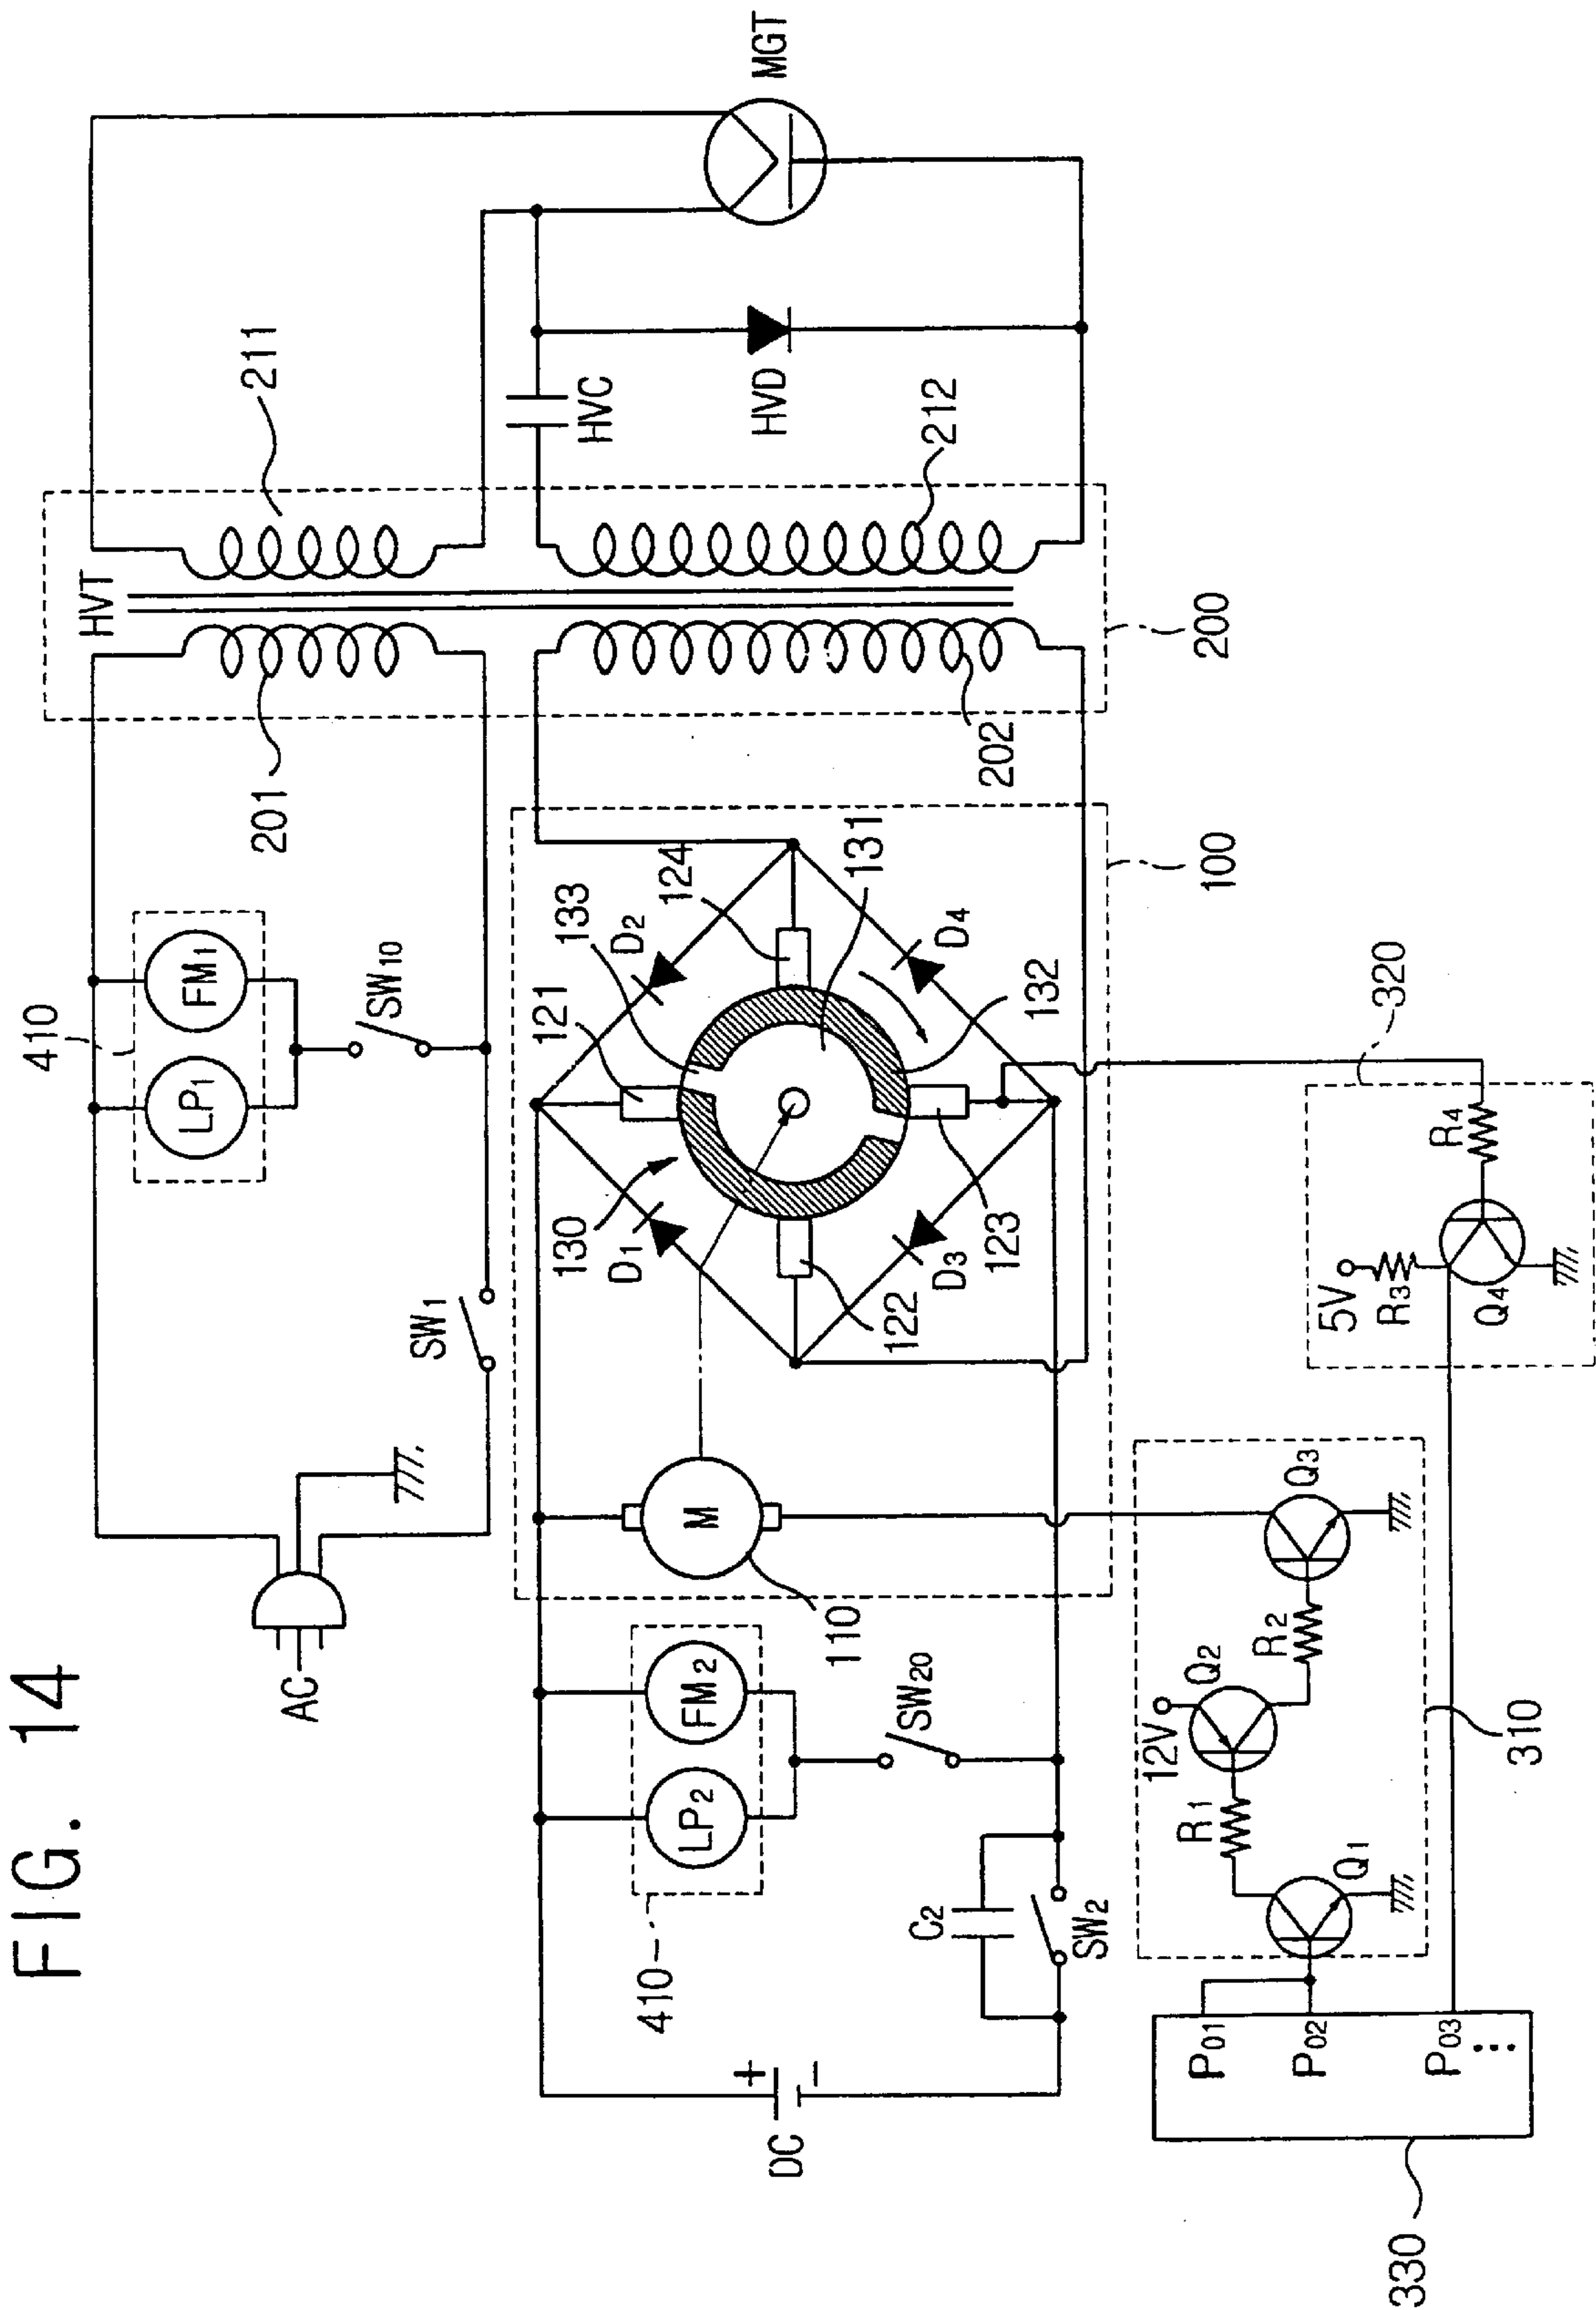 FIG. 14
AC
SW1
410
LP1
FM1
SW10
201
HVT
211
200
HVC
HVD
212
202
MGT
DC
+
-
410
LP2
FM2
SW20
C2
SW2
M
110
130
D1
121
133
D2
124
131
122
D3
123
132
D4
100
330
P01
P02
P03
Q1
R1
12V
Q2
R2
Q3
310
5V
R3
Q4
R4
320